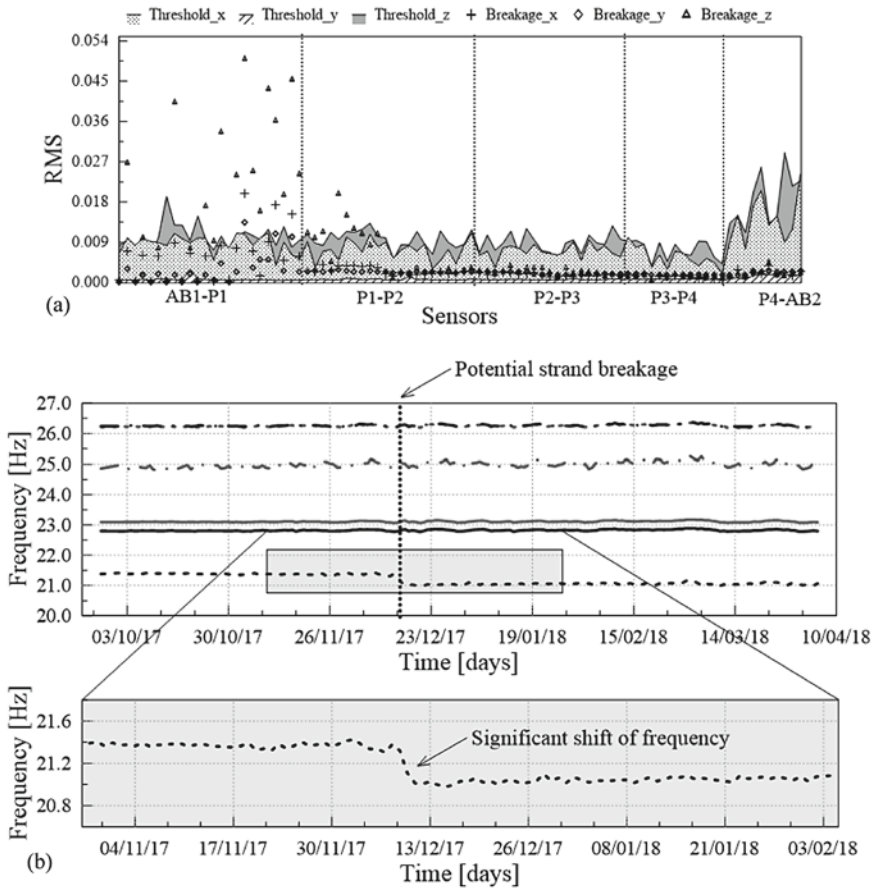 Threshold_x Threshold_y Threshold_z Breakage_x Breakage_y Breakage_z
0.054
0.045
0.036
0.027
0.018
0.009
0.000
RMS
AB1-P1 P1-P2 P2-P3 P3-P4 P4-AB2
(a)
Sensors
Potential strand breakage
27.0
26.0
25.0
24.0
23.0
22.0
21.0
20.0
Frequency [Hz]
03/10/17 30/10/17 26/11/17 23/12/17 19/01/18 15/02/18 14/03/18 10/04/18
Time [days]
21.6
21.2
20.8
Frequency [Hz]
Significant shift of frequency
04/11/17 17/11/17 30/11/17 13/12/17 26/12/17 08/01/18 21/01/18 03/02/18
(b)
Time [days]